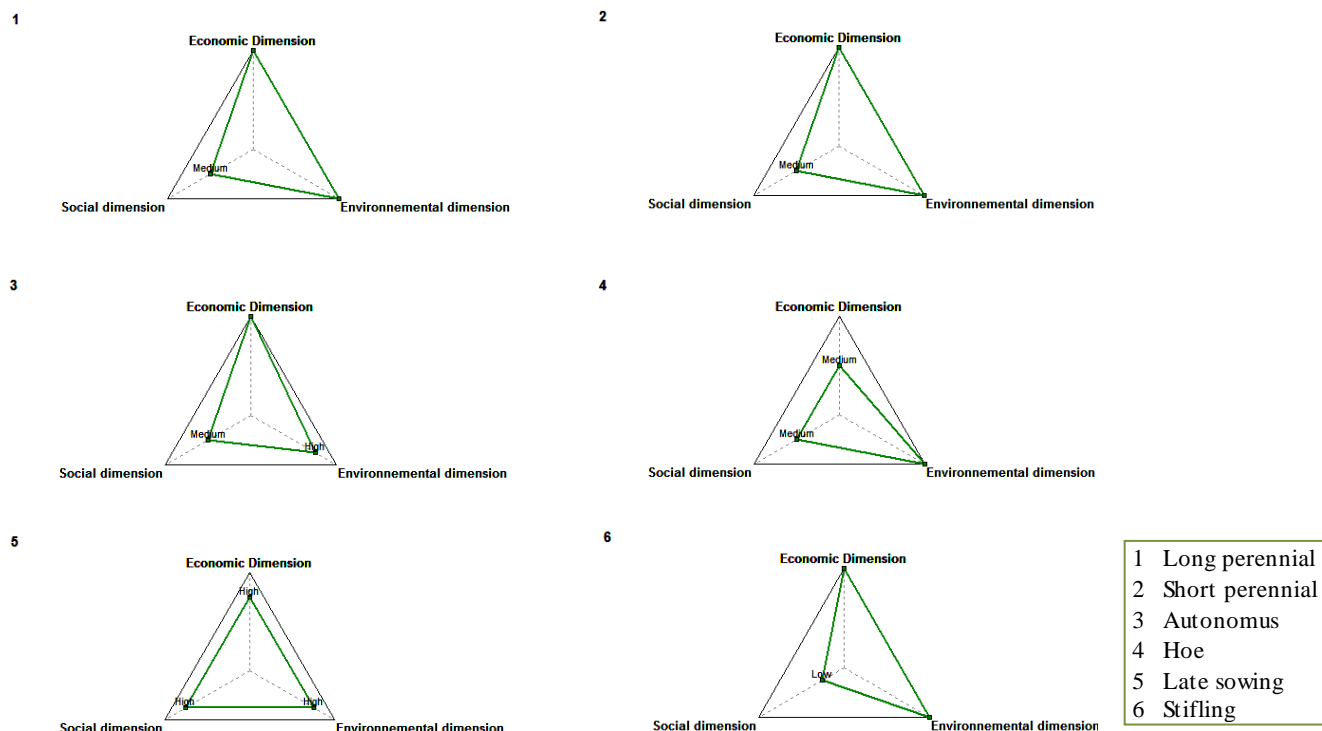 1
Economic Dimension
Medium
Social dimension
Environnemental dimension
2
Economic Dimension
Medium
Social dimension
Environnemental dimension
3
Economic Dimension
Medium
High
Social dimension
Environnemental dimension
4
Economic Dimension
Medium
Medium
Social dimension
Environnemental dimension
5
Economic Dimension
High
High
High
Social dimension
Environnemental dimension
6
Economic Dimension
Low
Social dimension
Environnemental dimension
1 Long perennial
2 Short perennial
3 Autonomus
4 Hoe
5 Late sowing
6 Stifling